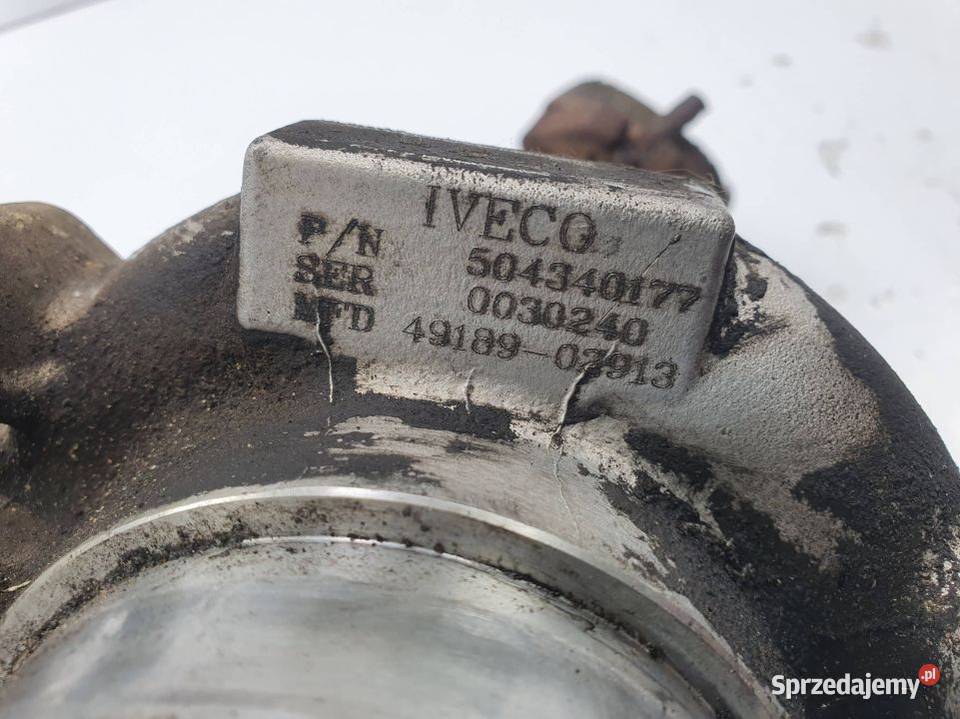 IVECO
P/N 504340177
SER 0030240
MFD 49189-02913
Sprzedajemy.pl